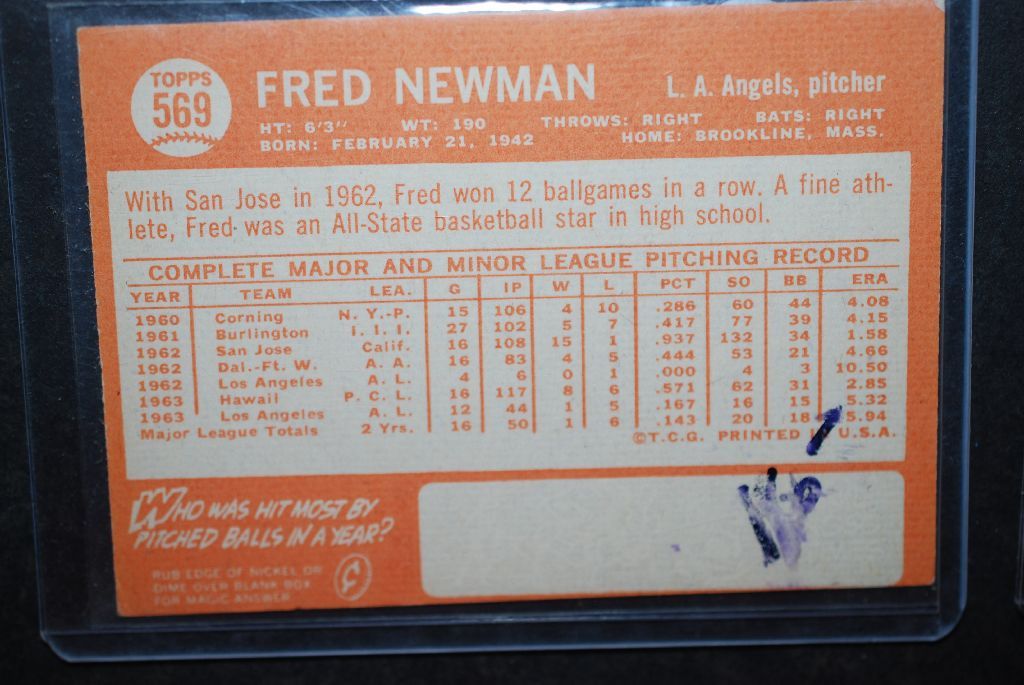 TOPPS
569
FRED NEWMAN
L. A. Angels, pitcher
HT: 6'3" WT: 190 THROWS: RIGHT BATS: RIGHT
BORN: FEBRUARY 21, 1942 HOME: BROOKLINE, MASS.
With San Jose in 1962, Fred won 12 ballgames in a row. A fine ath-
lete, Fred was an All-State basketball star in high school.
COMPLETE MAJOR AND MINOR LEAGUE PITCHING RECORD
YEAR TEAM LEA. G IP W L PCT SO BB ERA
1960 Corning N. Y.-P. 15 106 4 10 .286 60 44 4.08
1961 Burlington I. I. I. 27 102 5 7 .417 77 39 4.15
1962 San Jose Calif. 16 108 15 1 .937 132 34 1.58
1962 Dal.-Ft. W. A. A. 16 83 4 5 .444 53 21 4.66
1962 Los Angeles A. L. 4 6 0 1 .000 4 3 10.50
1963 Hawaii P. C. L. 16 117 8 6 .571 62 31 2.85
1963 Los Angeles A. L. 12 44 1 5 .167 16 15 5.32
Major League Totals 2 Yrs. 16 50 1 6 .143 20 18 5.94
©T.C.G. PRINTED IN U.S.A.
WHO WAS HIT MOST BY
PITCHED BALLS IN A YEAR?
RUB EDGE OF NICKEL OR
DIME OVER BLANK BOX
FOR MAGIC ANSWER